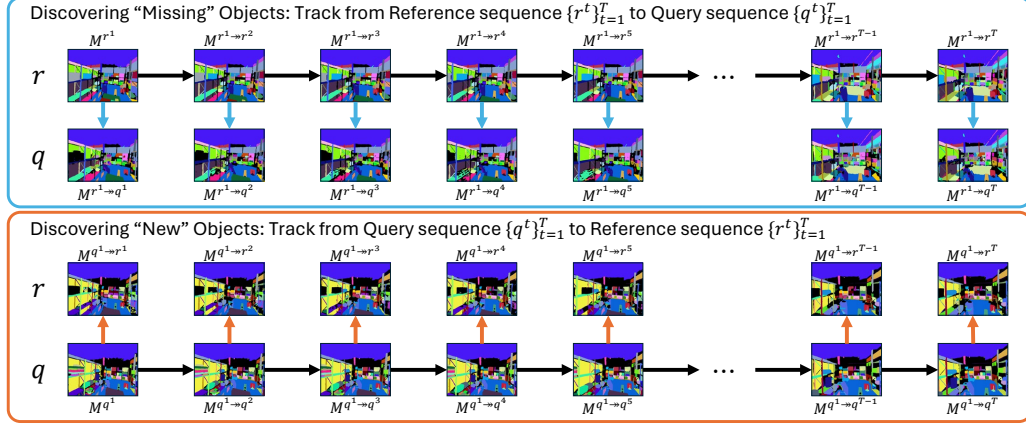 Discovering “Missing” Objects: Track from Reference sequence {r^t}_{t=1}^T to Query sequence {q^t}_{t=1}^T
M^{r^1} M^{r^1↠r^2} M^{r^1↠r^3} M^{r^1↠r^4} M^{r^1↠r^5} M^{r^1↠r^{T−1}} M^{r^1↠r^T}
r ...
q
M^{r^1↠q^1} M^{r^1↠q^2} M^{r^1↠q^3} M^{r^1↠q^4} M^{r^1↠q^5} M^{r^1↠q^{T−1}} M^{r^1↠q^T}
Discovering “New” Objects: Track from Query sequence {q^t}_{t=1}^T to Reference sequence {r^t}_{t=1}^T
M^{q^1↠r^1} M^{q^1↠r^2} M^{q^1↠r^3} M^{q^1↠r^4} M^{q^1↠r^5} M^{q^1↠r^{T−1}} M^{q^1↠r^T}
r
q ...
M^{q^1} M^{q^1↠q^2} M^{q^1↠q^3} M^{q^1↠q^4} M^{q^1↠q^5} M^{q^1↠q^{T−1}} M^{q^1↠q^T}